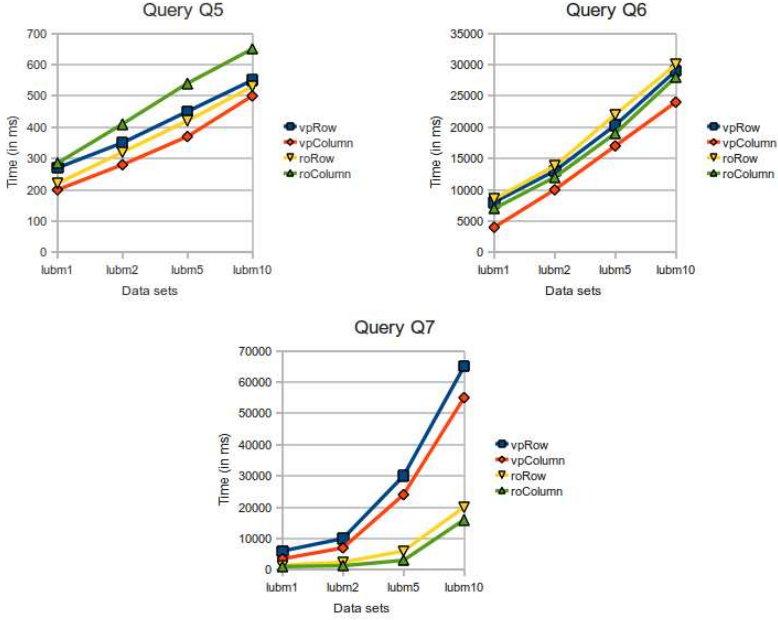 Query Q5
700
600
500
400
300
200
100
0
Time (in ms)
lubm1 lubm2 lubm5 lubm10
Data sets
vpRow
vpColumn
roRow
roColumn
Query Q6
35000
30000
25000
20000
15000
10000
5000
0
Time (in ms)
lubm1 lubm2 lubm5 lubm10
Data sets
vpRow
vpColumn
roRow
roColumn
Query Q7
70000
60000
50000
40000
30000
20000
10000
0
Time (in ms)
lubm1 lubm2 lubm5 lubm10
Data sets
vpRow
vpColumn
roRow
roColumn